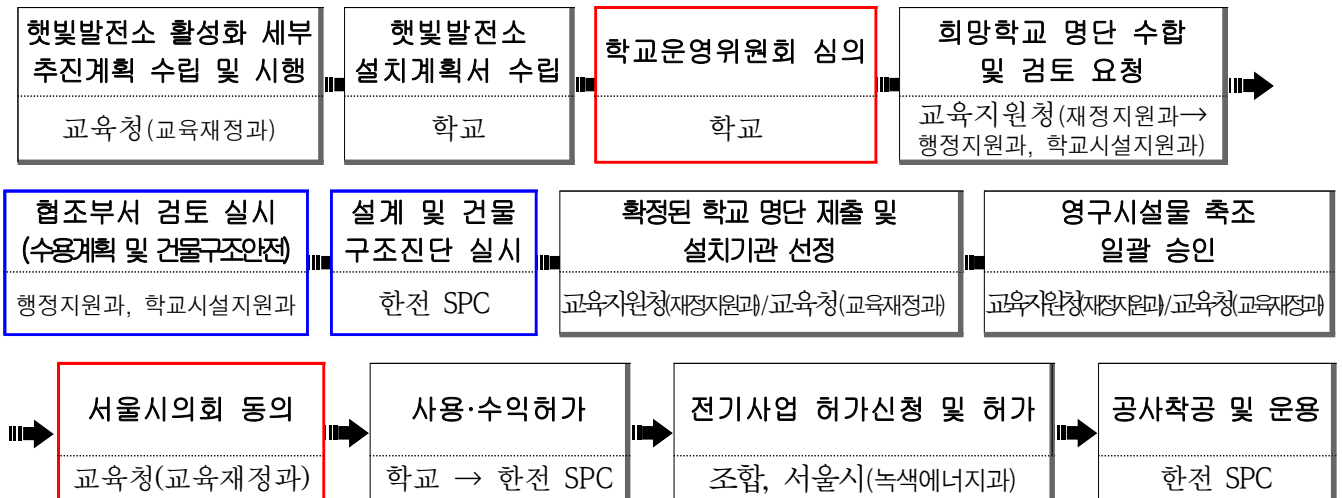 햇빛발전소 활성화 세부
추진계획 수립 및 시행
교육청(교육재정과)
햇빛발전소
설치계획서 수립
학교
학교운영위원회 심의
학교
희망학교 명단 수합
및 검토 요청
교육지원청(재정지원과→
행정지원과, 학교시설지원과)
협조부서 검토 실시
(수용계획 및 건물구조안전)
행정지원과, 학교시설지원과
설계 및 건물
구조진단 실시
한전 SPC
확정된 학교 명단 제출 및
설치기관 선정
교육지원청(재정지원과)/교육청(교육재정과)
영구시설물 축조
일괄 승인
교육지원청(재정지원과)/교육청(교육재정과)
서울시의회 동의
교육청(교육재정과)
사용·수익허가
학교 → 한전 SPC
전기사업 허가신청 및 허가
조합, 서울시(녹색에너지과)
공사착공 및 운용
한전 SPC